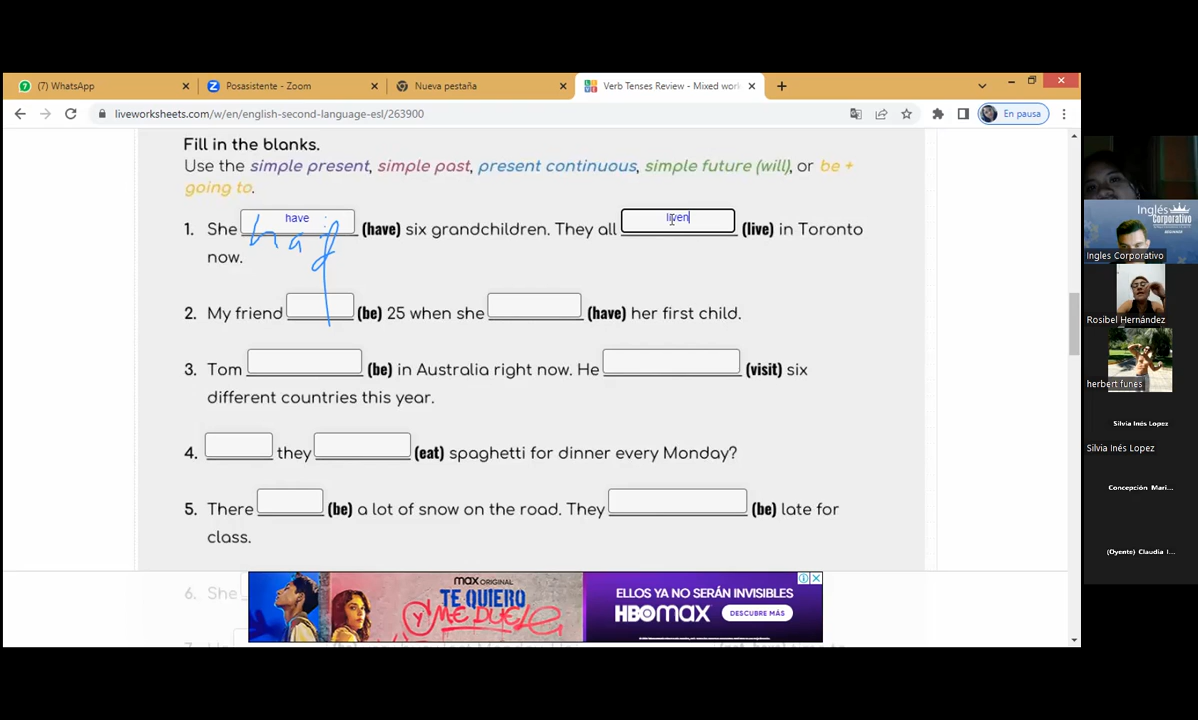 (7) WhatsApp
Posasistente - Zoom
Nueva pestaña
Verb Tenses Review - Mixed worl
liveworksheets.com/w/en/english-second-language-esl/263900
En pausa
Fill in the blanks.
Use the simple present, simple past, present continuous, simple future (will), or be +
going to.
1. She have (have) six grandchildren. They all liven (live) in Toronto
now.
2. My friend (be) 25 when she (have) her first child.
3. Tom (be) in Australia right now. He (visit) six
different countries this year.
4. they (eat) spaghetti for dinner every Monday?
5. There (be) a lot of snow on the road. They (be) late for
class.
6. She
max ORIGINAL
TE QUIERO
Y ME DUELE
ELLOS YA NO SERÁN INVISIBLES
HBOMAX
DESCUBRE MÁS
Inglés
Corporativo
Ingles Corporativo
Rosibel Hernández
herbert funes
Silvia Inés Lopez
Silvia Inés Lopez
Concepción Mari...
(Oyente) Claudia I...